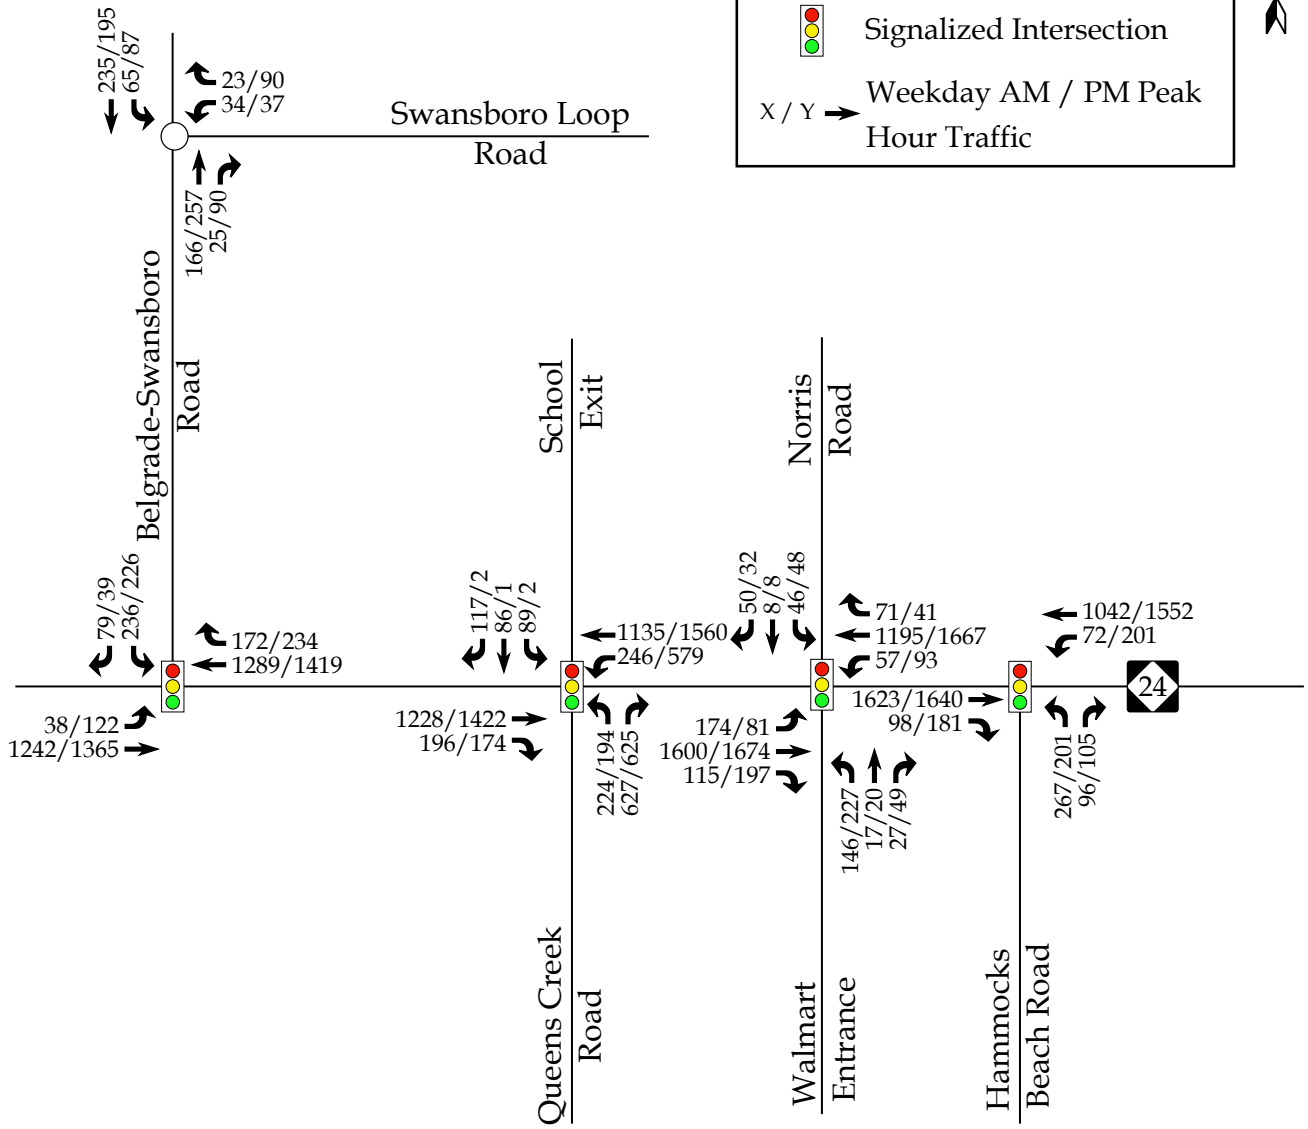 Signalized Intersection
X / Y
Weekday AM / PM Peak
Hour Traffic
235/195
65/87
23/90
34/37
Swansboro Loop
Road
166/257
25/90
Belgrade-Swansboro
Road
School
Exit
Norris
Road
79/39
236/226
172/234
1289/1419
38/122
1242/1365
117/2
86/1
89/2
1135/1560
246/579
1228/1422
196/174
224/194
627/625
50/32
8/8
46/48
71/41
1195/1667
57/93
174/81
1600/1674
115/197
146/227
17/20
27/49
1042/1552
72/201
1623/1640
98/181
267/201
96/105
24
Queens Creek
Road
Walmart
Entrance
Hammocks
Beach Road